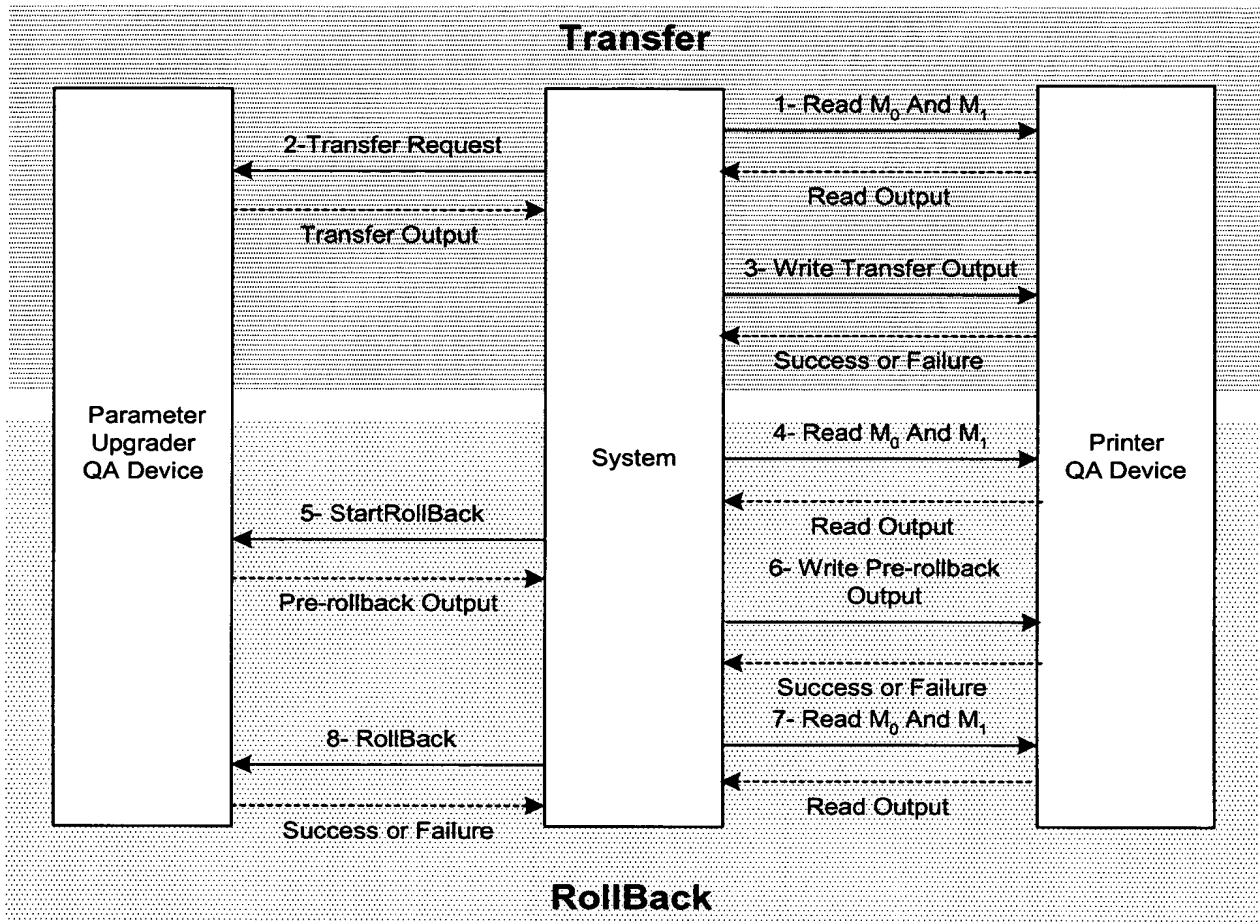 Transfer
1- Read M₀ And M₁
2-Transfer Request
Read Output
Transfer Output
3- Write Transfer Output
Success or Failure
Parameter
Upgrader
QA Device
System
Printer
QA Device
4- Read M₀ And M₁
5- StartRollBack
Read Output
Pre-rollback Output
6- Write Pre-rollback
Output
Success or Failure
7- Read M₀ And M₁
8- RollBack
Read Output
Success or Failure
RollBack